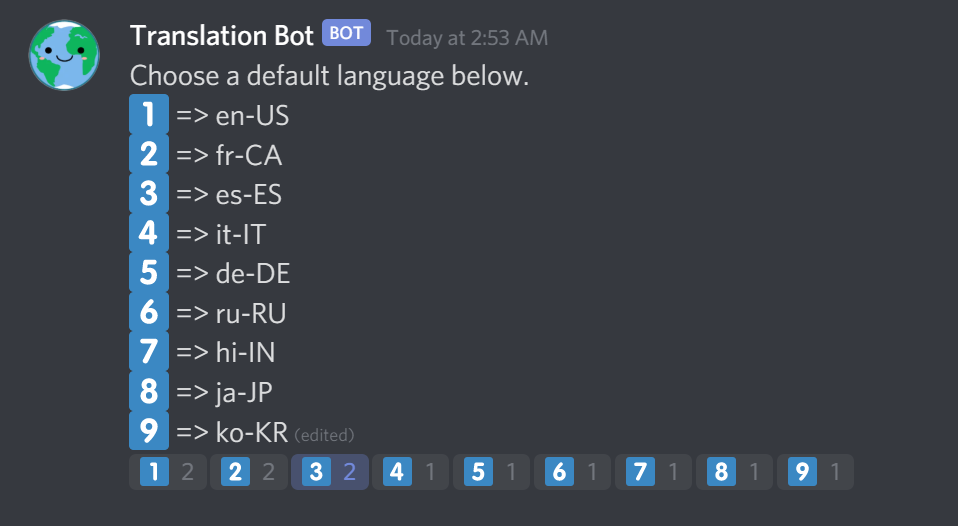 Translation Bot BOT Today at 2:53 AM
Choose a default language below.
1 => en-US
2 => fr-CA
3 => es-ES
4 => it-IT
5 => de-DE
6 => ru-RU
7 => hi-IN
8 => ja-JP
9 => ko-KR (edited)
1 2 2 2 3 2 4 1 5 1 6 1 7 1 8 1 9 1